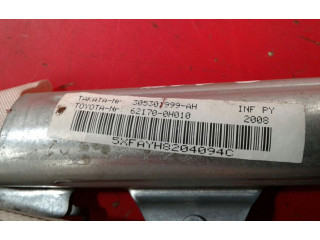 TAKATA-Nr. 305301999-AH INF PY
TOYOTA-Nr. 62170-0H010 2008
5XFAYH8204094C